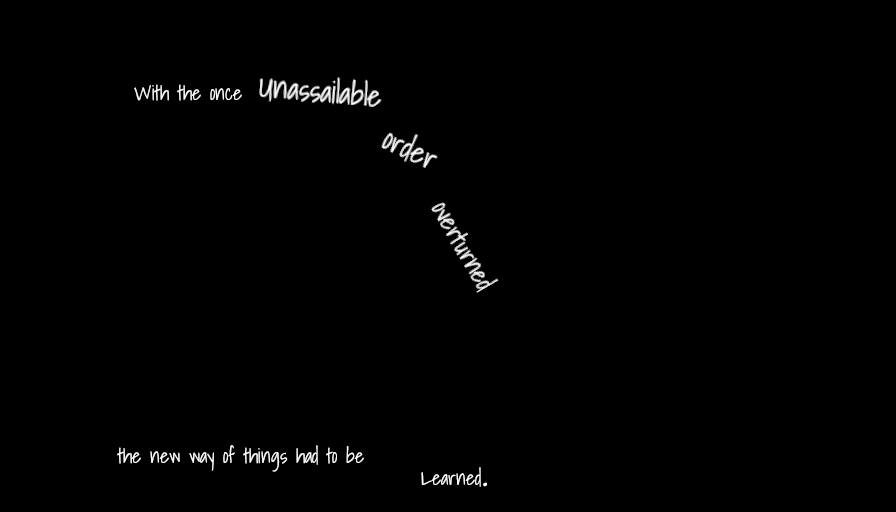 With the once Unassailable
order
overturned
the new way of things had to be
Learned.